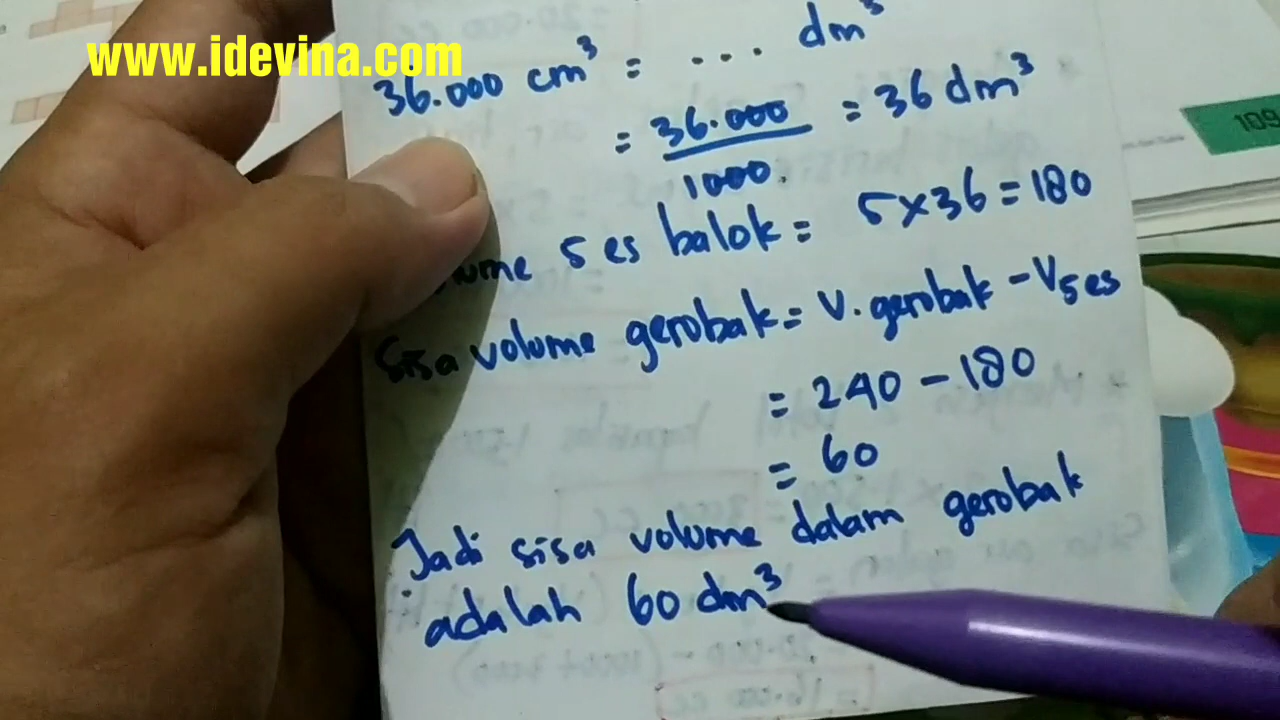 www.idevina.com
36.000 cm³ = ... dm³
= 36.000 / 1000. = 36 dm³
5 es balok = 5 x 36 = 180
Sisa volume gerobak = V. gerobak - V5 es
= 240 - 180
= 60
Jadi sisa volume dalam gerobak
adalah 60 dm³
109